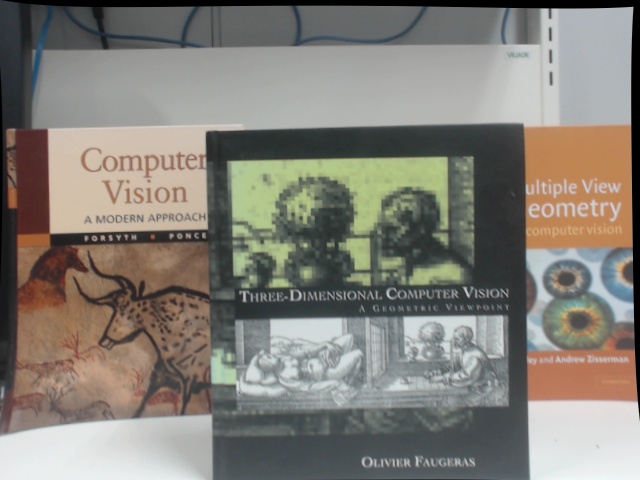 Computer
Vision
A MODERN APPROACH
FORSYTH PONCE
THREE-DIMENSIONAL COMPUTER VISION
A GEOMETRIC VIEWPOINT
OLIVIER FAUGERAS
ultiple View
eometry
computer vision
ey and Andrew Zisserman